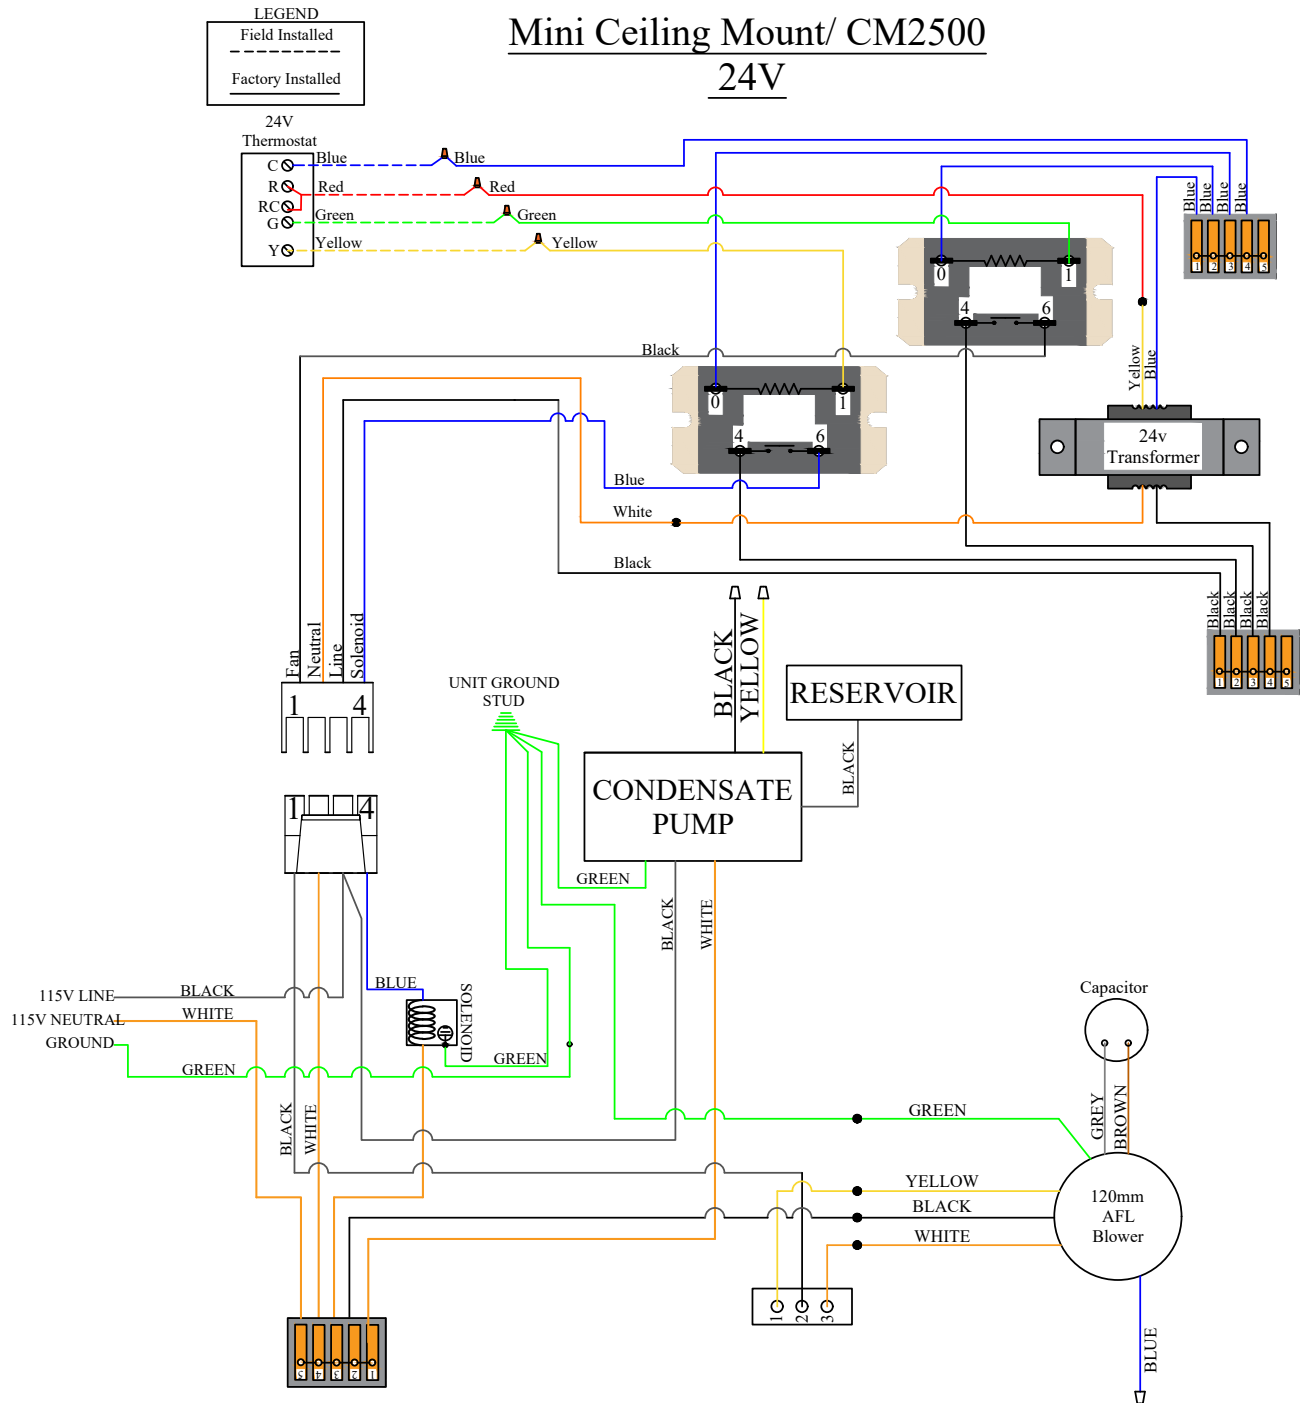 LEGEND
Field Installed
Factory Installed
Mini Ceiling Mount/ CM2500
24V
24V
Thermostat
C
R
RC
G
Y
Blue
Blue
Red
Red
Green
Green
Yellow
Yellow
Blue
Blue
Blue
Blue
1
2
3
4
5
0
1
4
6
Black
0
1
4
6
Yellow
Blue
24v
Transformer
Blue
White
Black
Black
Black
Black
Black
1
2
3
4
5
Fan
Neutral
Line
Solenoid
1
4
BLACK
YELLOW
UNIT GROUND
STUD
RESERVOIR
BLACK
CONDENSATE
PUMP
1
4
GREEN
BLACK
WHITE
115V LINE
BLACK
BLUE
115V NEUTRAL
WHITE
GROUND
GREEN
SOLENOID
GREEN
Capacitor
GREY
BROWN
BLACK
WHITE
GREEN
YELLOW
BLACK
WHITE
120mm
AFL
Blower
1
2
3
BLUE
5
4
3
2
1